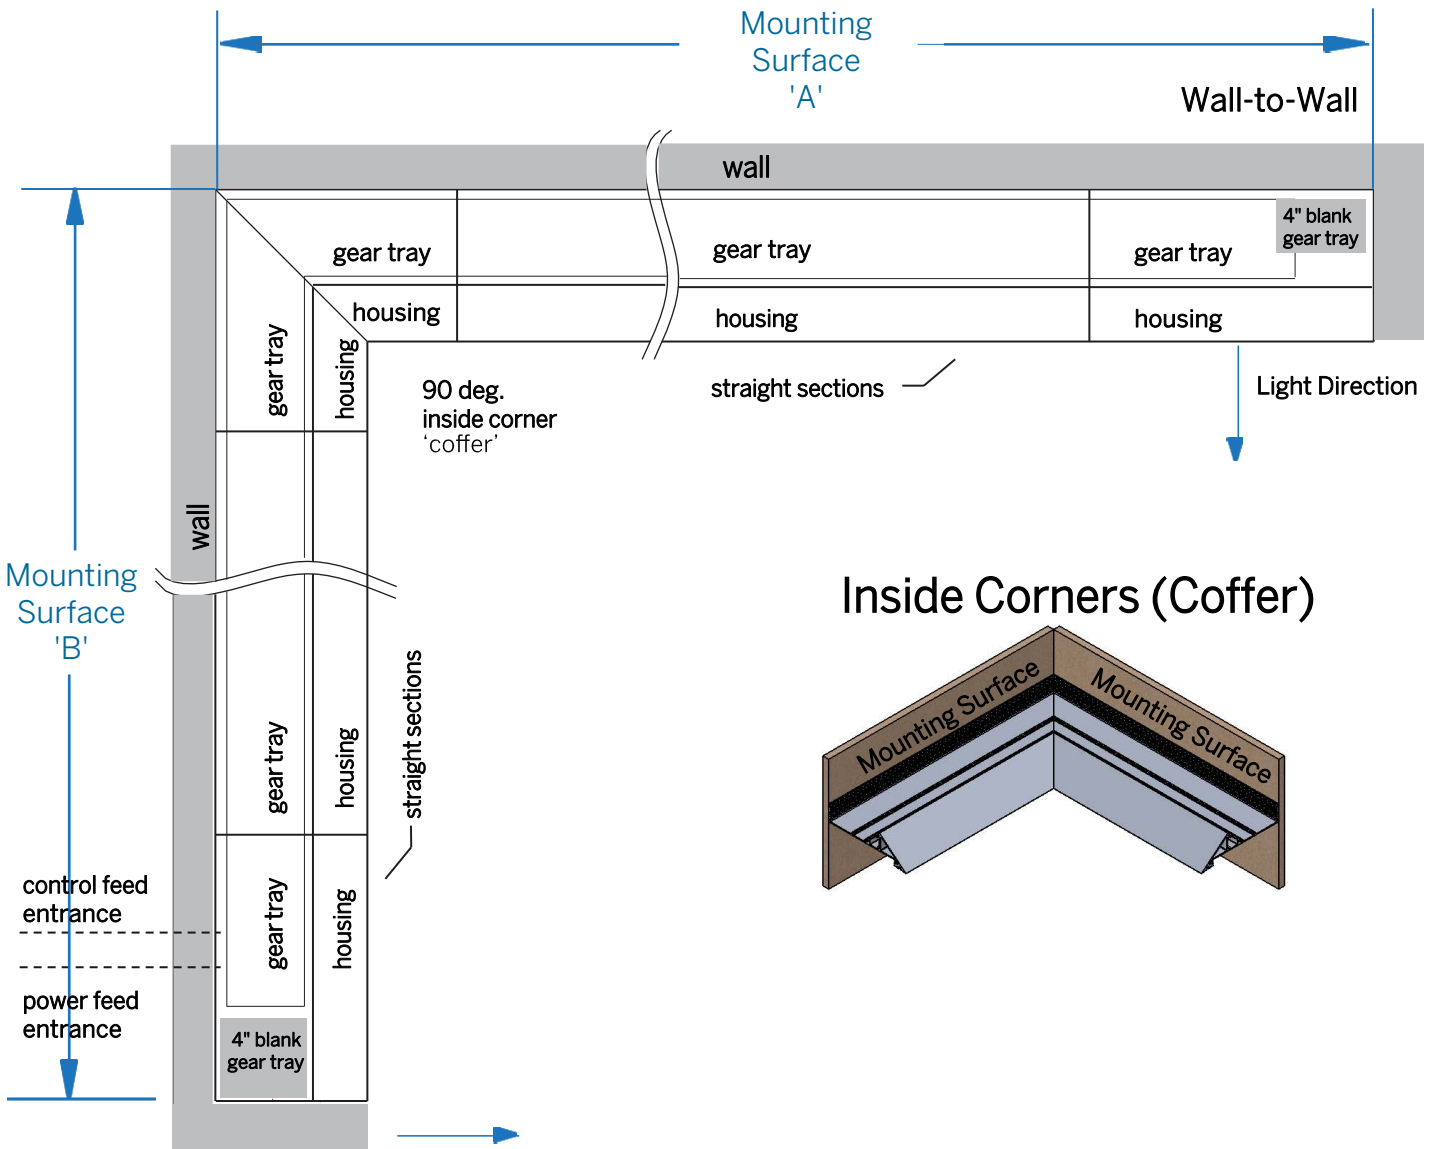 Mounting
Surface
'A'
Wall-to-Wall
wall
4" blank
gear tray
gear tray
gear tray
gear tray
housing
housing
housing
gear tray
housing
90 deg.
inside corner
‘coffer’
straight sections
Light Direction
wall
Mounting
Surface
'B'
Inside Corners (Coffer)
Mounting Surface
Mounting Surface
straight sections
gear tray
housing
control feed
entrance
gear tray
housing
power feed
entrance
4" blank
gear tray